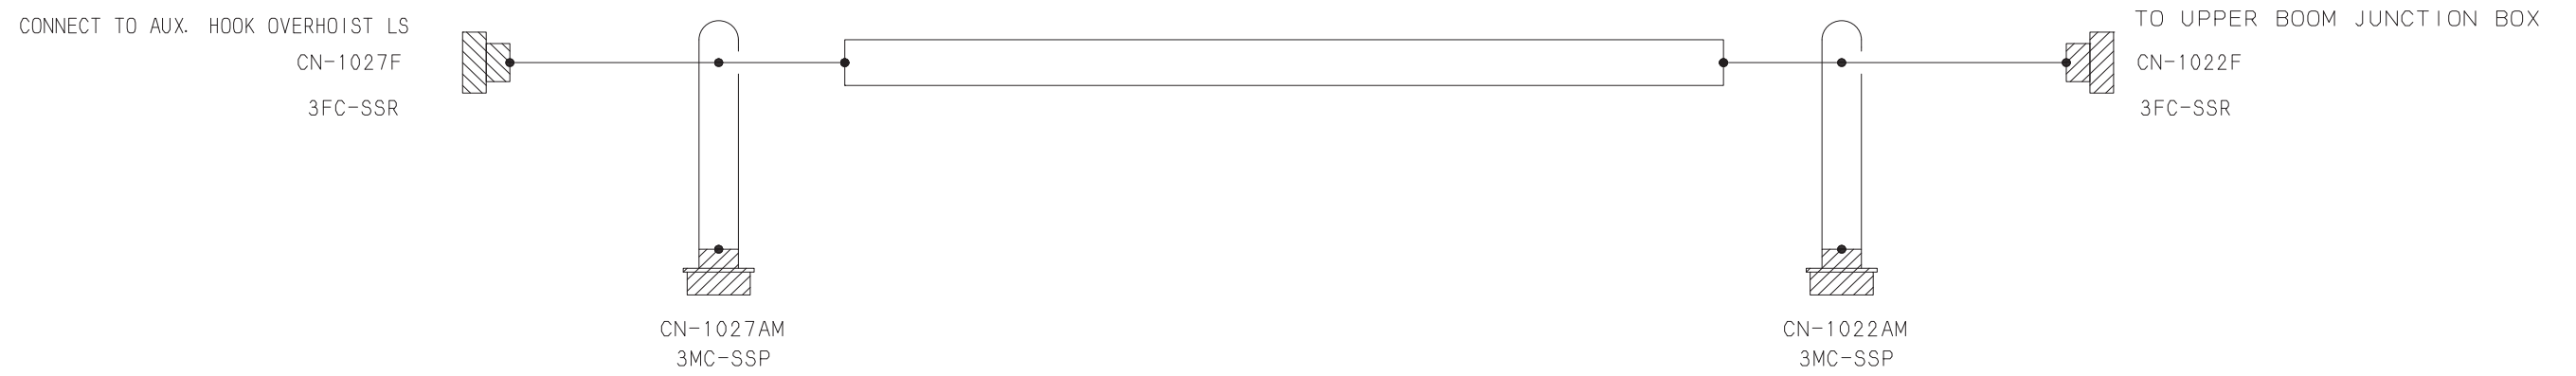 CONNECT TO AUX. HOOK OVERHOIST LS
CN-1027F
3FC-SSR
TO UPPER BOOM JUNCTION BOX
CN-1022F
3FC-SSR
CN-1027AM
3MC-SSP
CN-1022AM
3MC-SSP